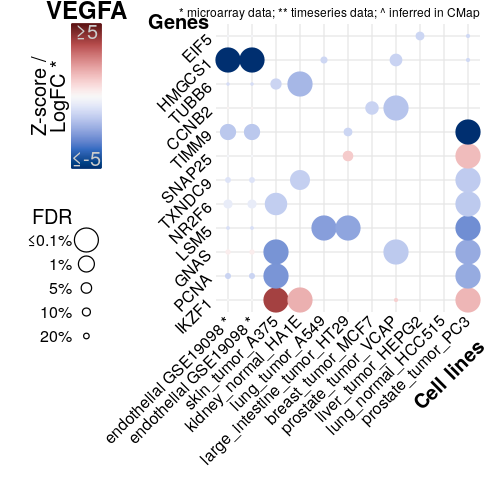 VEGFA
* microarray data; ** timeseries data; ^ inferred in CMap
Genes
≥5
Z-score /
LogFC *
≤-5
FDR
≤0.1%
1%
5%
10%
20%
EIF5
HMGCS1
TUBB6
CCNB2
TIMM9
SNAP25
TXNDC9
NR2F6
LSM5
GNAS
PCNA
IKZF1
endothelial GSE19098 *
endothelial GSE19098 *
skin_tumor_A375
kidney_normal_HA1E
lung_tumor_A549
large_Intestine_tumor_HT29
breast_tumor_MCF7
prostate_tumor_VCAP
liver_tumor_HEPG2
lung_normal_HCC515
prostate_tumor_PC3
Cell lines